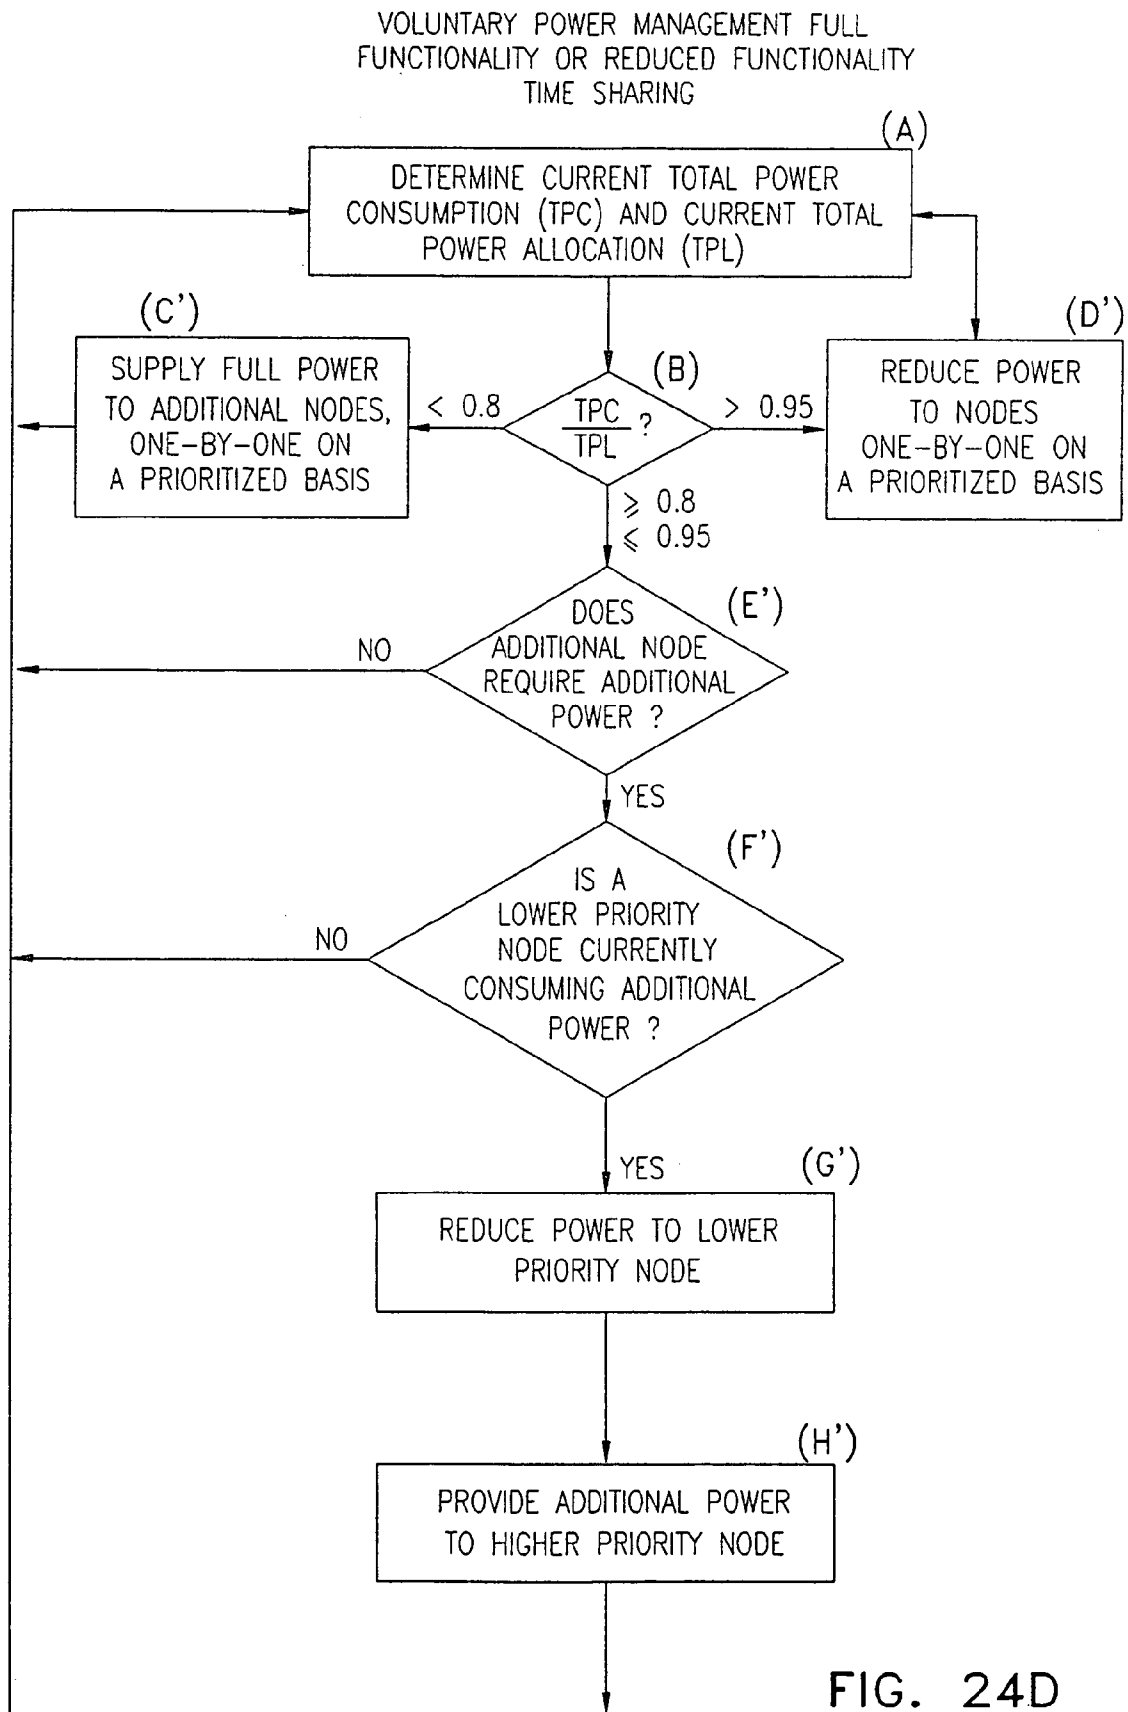 VOLUNTARY POWER MANAGEMENT FULL
FUNCTIONALITY OR REDUCED FUNCTIONALITY
TIME SHARING
(A)
DETERMINE CURRENT TOTAL POWER
CONSUMPTION (TPC) AND CURRENT TOTAL
POWER ALLOCATION (TPL)
(C')
SUPPLY FULL POWER
TO ADDITIONAL NODES,
ONE-BY-ONE ON
A PRIORITIZED BASIS
< 0.8
(B)
TPC
TPL
?
> 0.95
(D')
REDUCE POWER
TO NODES
ONE-BY-ONE ON
A PRIORITIZED BASIS
⩾ 0.8
⩽ 0.95
(E')
DOES
ADDITIONAL NODE
REQUIRE ADDITIONAL
POWER ?
NO
YES
(F')
IS A
LOWER PRIORITY
NODE CURRENTLY
CONSUMING ADDITIONAL
POWER ?
NO
YES
(G')
REDUCE POWER TO LOWER
PRIORITY NODE
(H')
PROVIDE ADDITIONAL POWER
TO HIGHER PRIORITY NODE
FIG. 24D